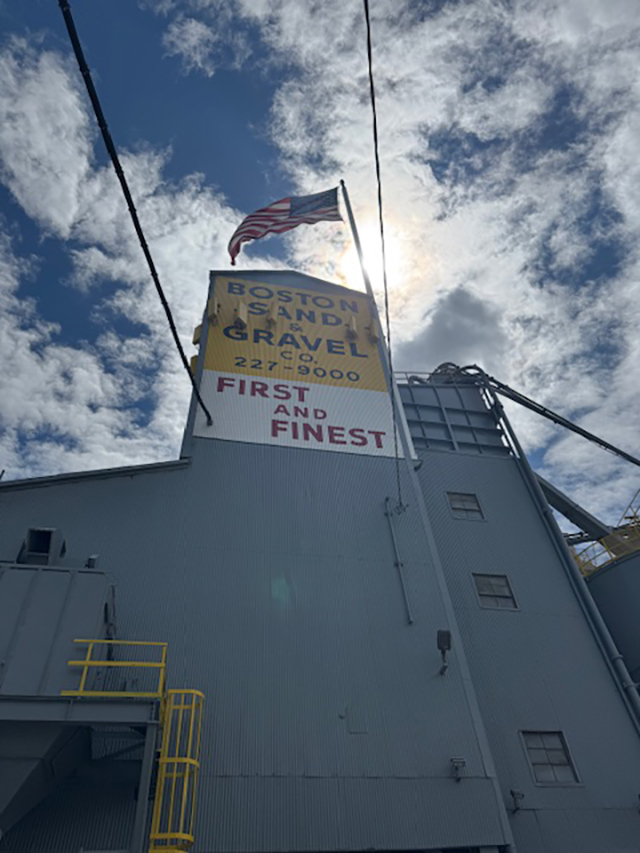 BOSTON
SAND
&
GRAVEL
CO.
227-9000
FIRST
AND
FINEST